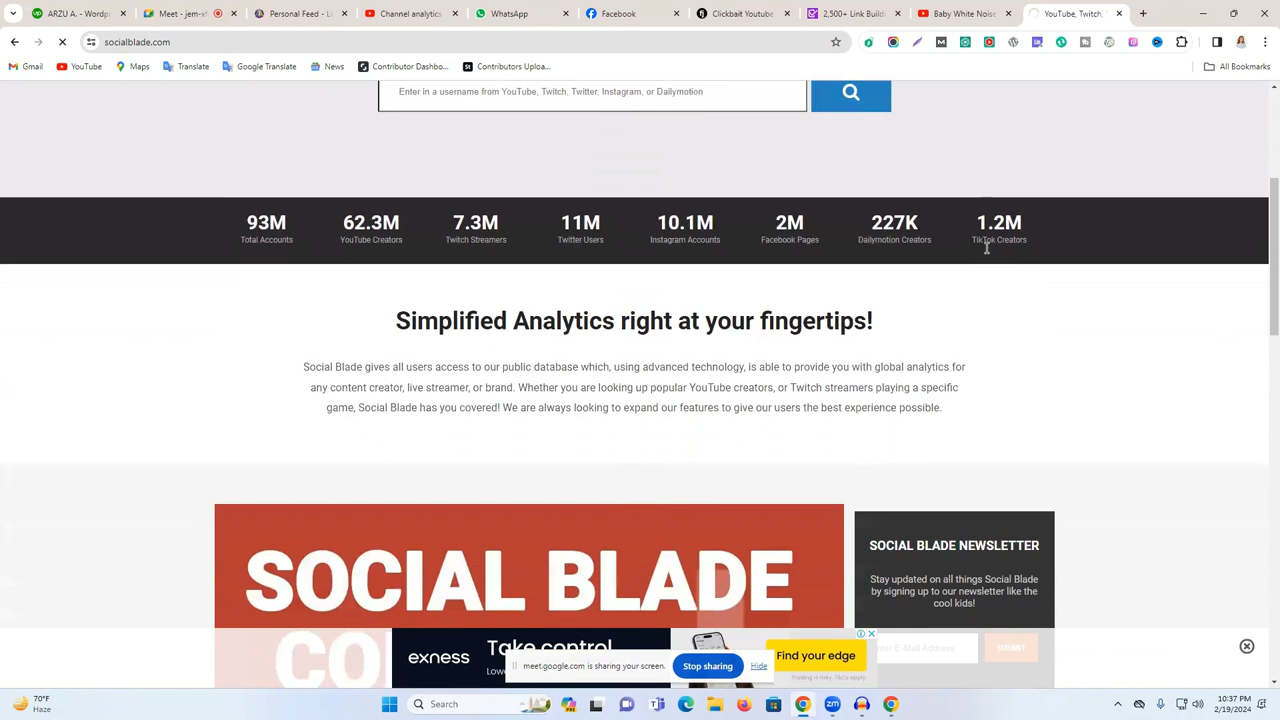 ARZU A. - W
Meet - jem-x
Personal Feed - L
Channel analytics
WhatsApp
Facebook
Clickbait Youtube
2,500+ Link Buildi
Baby White Noise
YouTube, Twitch,
socialblade.com
Gmail
YouTube
Maps
Translate
Google Translate
News
Contributor Dashbo...
Contributors Uploa...
All Bookmarks
Enter in a username from YouTube, Twitch, Twitter, Instagram, or Dailymotion
93M 62.3M 7.3M 11M 10.1M 2M 227K 1.2M
Total Accounts YouTube Creators Twitch Streamers Twitter Users Instagram Accounts Facebook Pages Dailymotion Creators TikTok Creators
Simplified Analytics right at your fingertips!
Social Blade gives all users access to our public database which, using advanced technology, is able to provide you with global analytics for
any content creator, live streamer, or brand. Whether you are looking up popular YouTube creators, or Twitch streamers playing a specific
game, Social Blade has you covered! We are always looking to expand our features to give our users the best experience possible.
SOCIAL BLADE
SOCIAL BLADE NEWSLETTER
Stay updated on all things Social Blade
by signing up to our newsletter like the
cool kids!
Enter E-Mail Address
SUBMIT
exness
Take control
Find your edge
Trading is risky. T&Cs apply.
meet.google.com is sharing your screen.
Stop sharing
Hide
70°F
Haze
Search
10:37 PM
2/19/2024